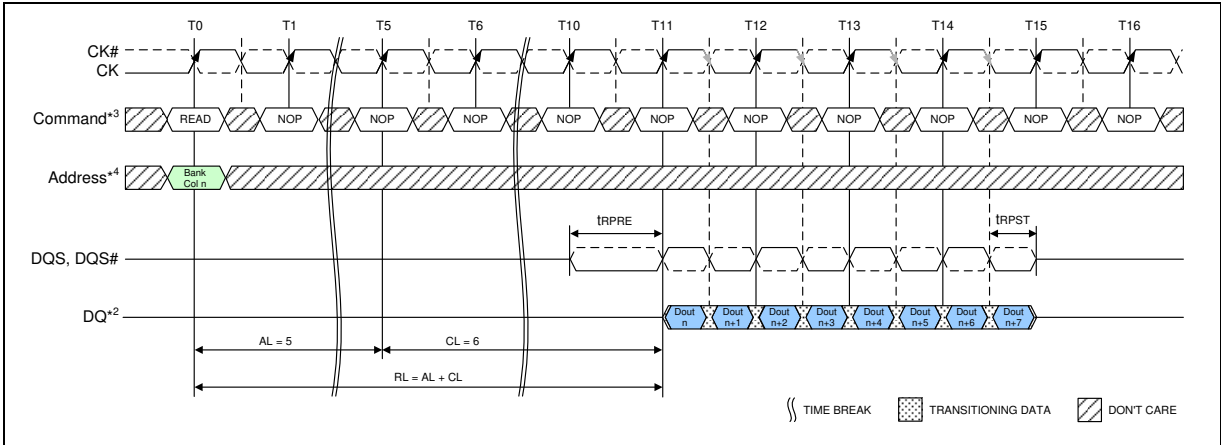 T0 T1 T5 T6 T10 T11 T12 T13 T14 T15 T16
CK#
CK
Command*3 READ NOP NOP NOP NOP NOP NOP NOP NOP NOP NOP
Address*4 Bank
Col n
tRPRE tRPST
DQS, DQS#
DQ*2 Dout
n Dout
n+1 Dout
n+2 Dout
n+3 Dout
n+4 Dout
n+5 Dout
n+6 Dout
n+7
AL = 5 CL = 6
RL = AL + CL
TIME BREAK TRANSITIONING DATA DON'T CARE